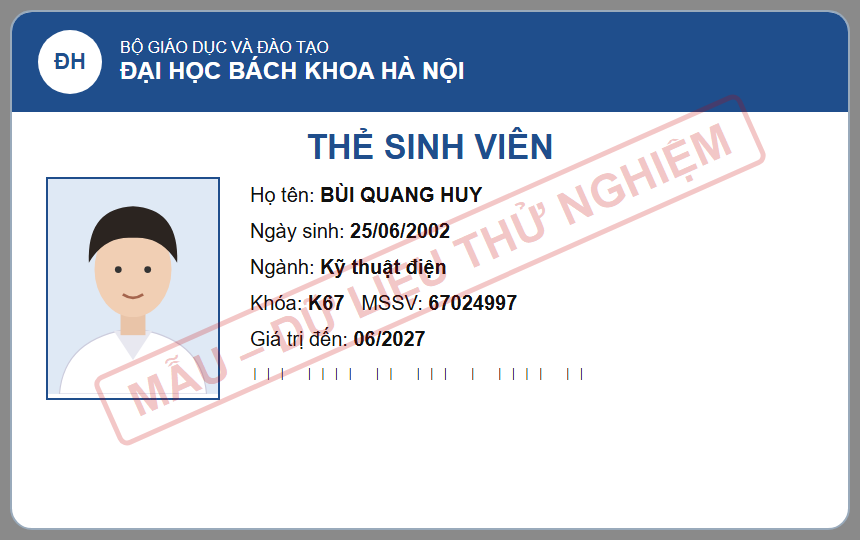 ĐH
BỘ GIÁO DỤC VÀ ĐÀO TẠO
ĐẠI HỌC BÁCH KHOA HÀ NỘI
THẺ SINH VIÊN
Họ tên: BÙI QUANG HUY
Ngày sinh: 25/06/2002
Ngành: Kỹ thuật điện
Khóa: K67 MSSV: 67024997
Giá trị đến: 06/2027
MẪU – DỮ LIỆU THỬ NGHIỆM